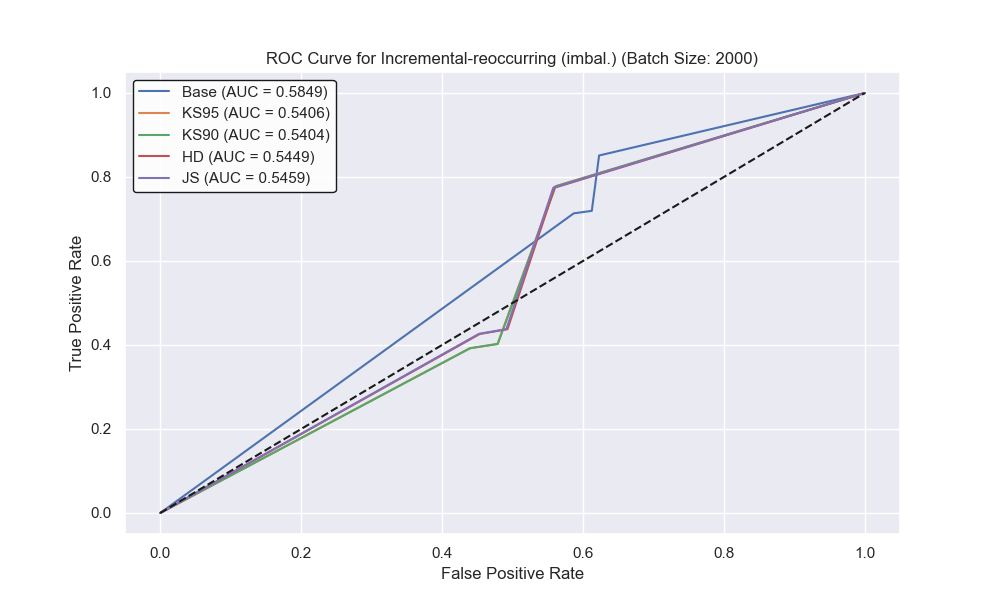 ROC Curve for Incremental-reoccurring (imbal.) (Batch Size: 2000)
Base (AUC = 0.5849)
KS95 (AUC = 0.5406)
KS90 (AUC = 0.5404)
HD (AUC = 0.5449)
JS (AUC = 0.5459)
True Positive Rate
1.0
0.8
0.6
0.4
0.2
0.0
0.0 0.2 0.4 0.6 0.8 1.0
False Positive Rate